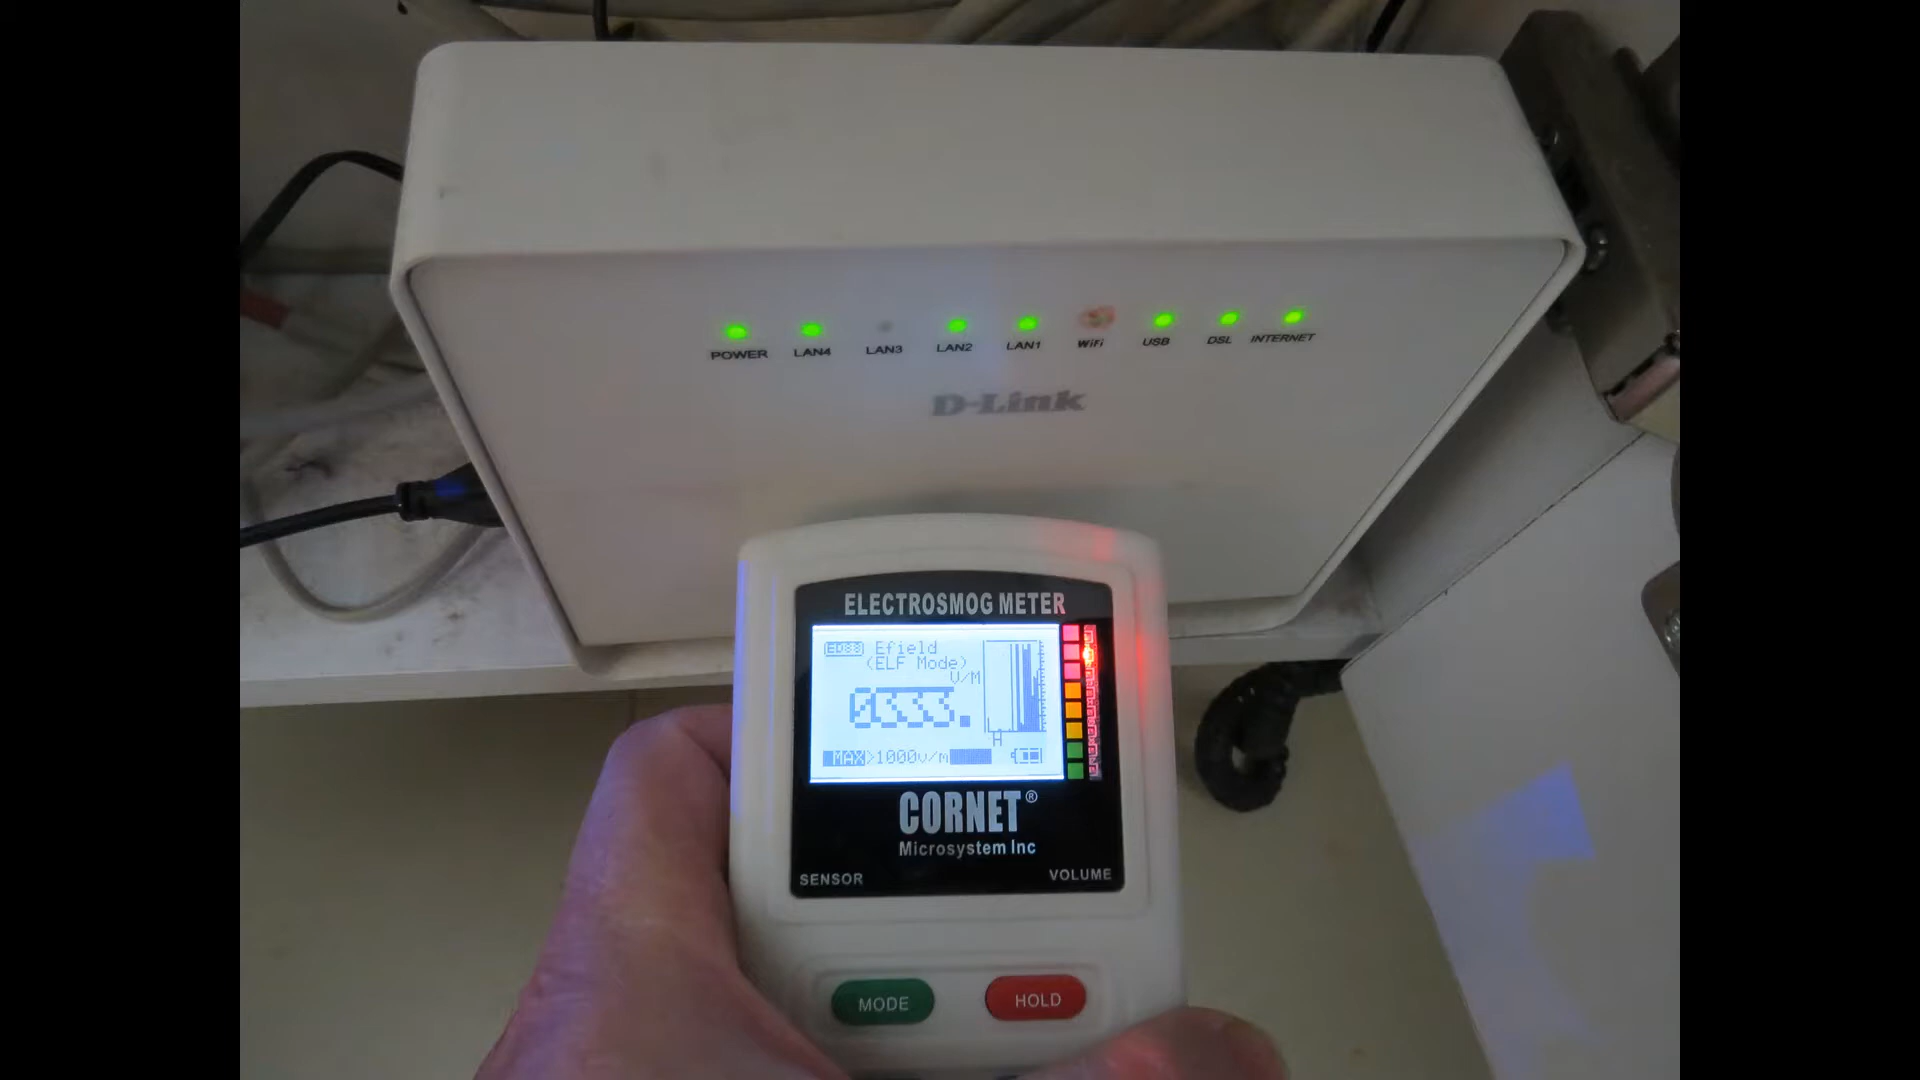 POWER LAN4 LAN3 LAN2 LAN1 WiFi USB DSL INTERNET
D-Link
ELECTROSMOG METER
ED88 Efield
(ELF Mode)
V/M
0333.
MAX >1000v/m
CORNET®
Microsystem Inc
SENSOR VOLUME
MODE HOLD